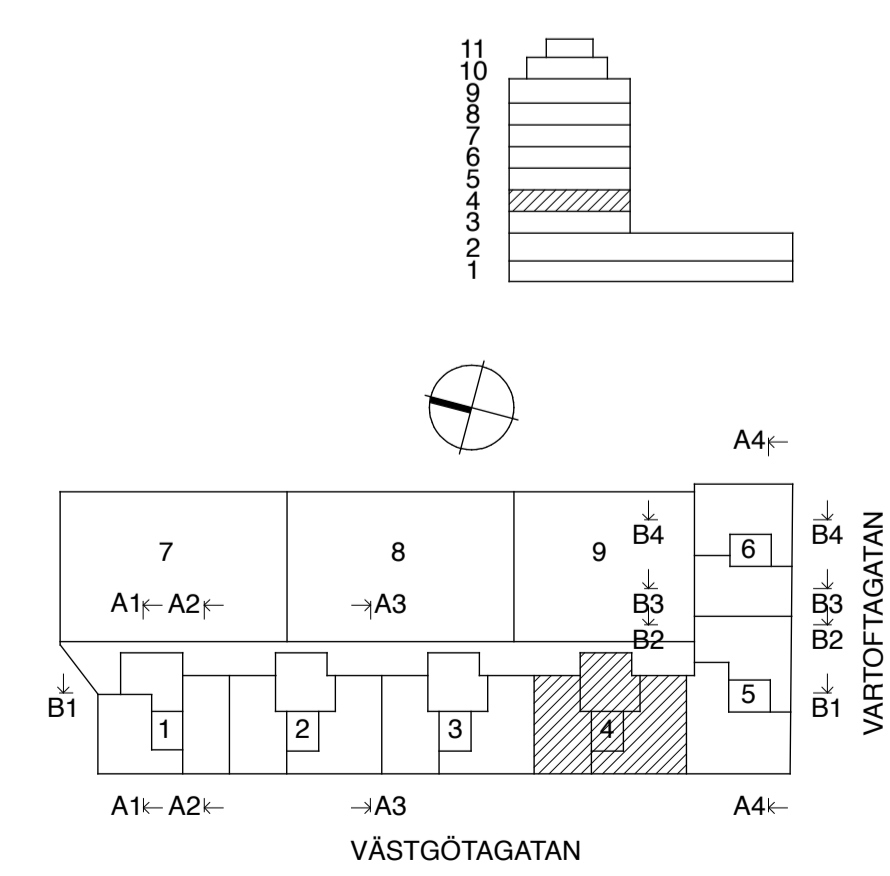 11
10
9
8
7
6
5
4
3
2
1
A4
7
8
9
B4
6
B4
A1 A2
A3
B3
B3
B2
B2
B1
1
2
3
4
5
B1
VARTOFTAGATAN
A1 A2
A3
A4
VÄSTGÖTAGATAN